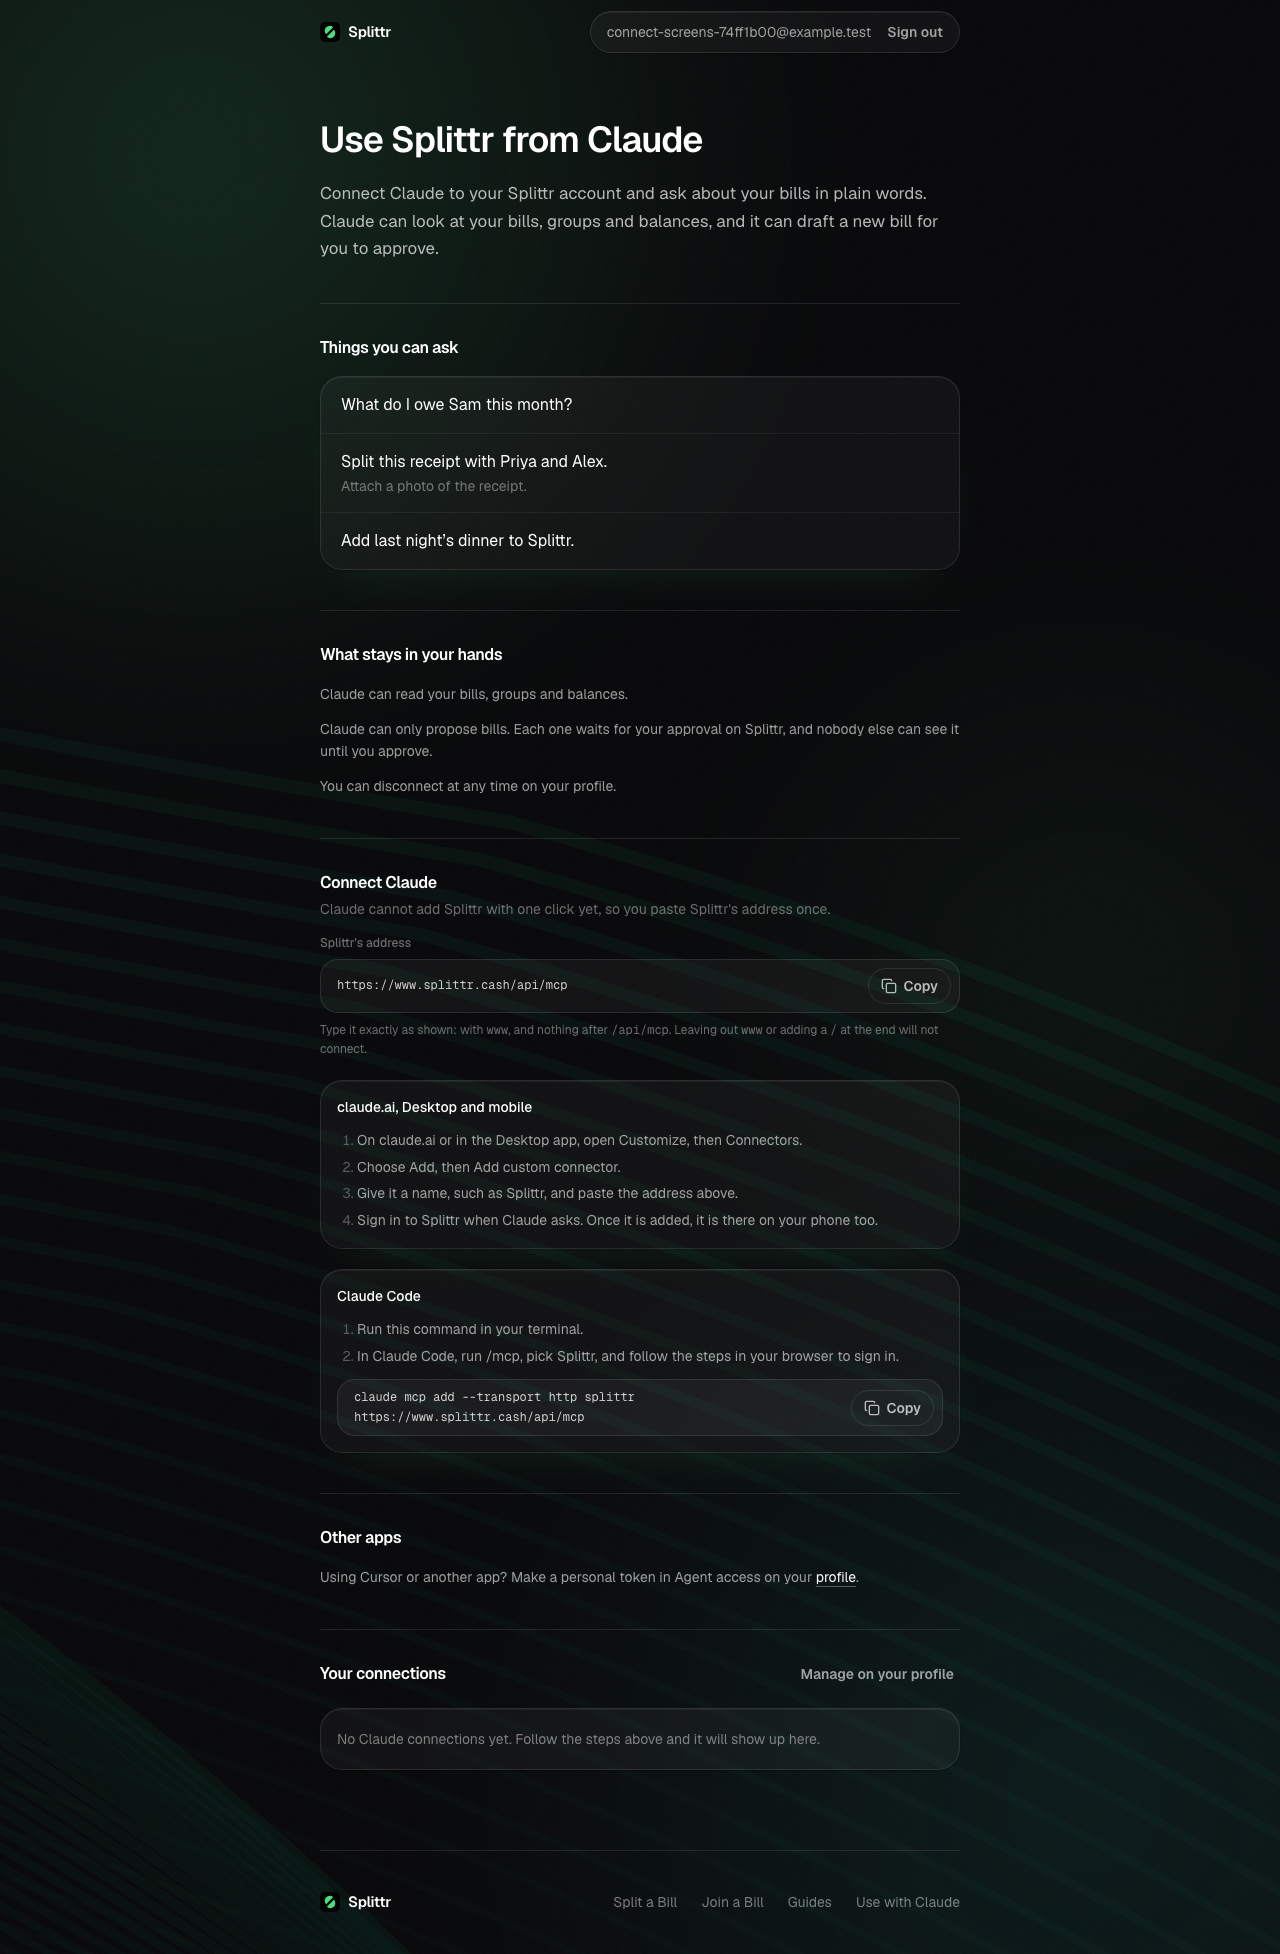 Splittr
connect-screens-74ff1b00@example.test Sign out
Use Splittr from Claude
Connect Claude to your Splittr account and ask about your bills in plain words.
Claude can look at your bills, groups and balances, and it can draft a new bill for
you to approve.
Things you can ask
What do I owe Sam this month?
Split this receipt with Priya and Alex.
Attach a photo of the receipt.
Add last night’s dinner to Splittr.
What stays in your hands
Claude can read your bills, groups and balances.
Claude can only propose bills. Each one waits for your approval on Splittr, and nobody else can see it
until you approve.
You can disconnect at any time on your profile.
Connect Claude
Claude cannot add Splittr with one click yet, so you paste Splittr’s address once.
Splittr’s address
https://www.splittr.cash/api/mcp
Copy
Type it exactly as shown: with www, and nothing after /api/mcp. Leaving out www or adding a / at the end will not
connect.
claude.ai, Desktop and mobile
1. On claude.ai or in the Desktop app, open Customize, then Connectors.
2. Choose Add, then Add custom connector.
3. Give it a name, such as Splittr, and paste the address above.
4. Sign in to Splittr when Claude asks. Once it is added, it is there on your phone too.
Claude Code
1. Run this command in your terminal.
2. In Claude Code, run /mcp, pick Splittr, and follow the steps in your browser to sign in.
claude mcp add --transport http splittr
https://www.splittr.cash/api/mcp
Copy
Other apps
Using Cursor or another app? Make a personal token in Agent access on your profile.
Your connections
Manage on your profile
No Claude connections yet. Follow the steps above and it will show up here.
Splittr
Split a Bill Join a Bill Guides Use with Claude